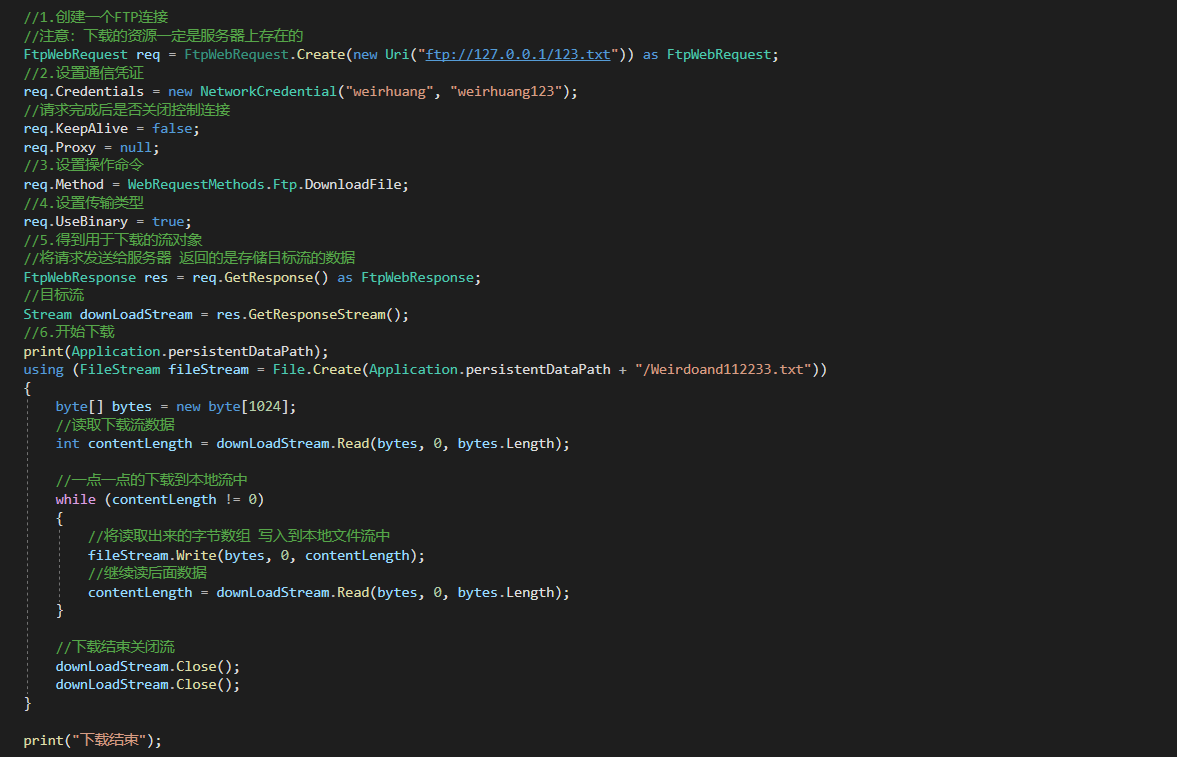 //1.创建一个FTP连接
//注意: 下载的资源一定是服务器上存在的
FtpWebRequest req = FtpWebRequest.Create(new Uri("ftp://127.0.0.1/123.txt")) as FtpWebRequest;
//2.设置通信凭证
req.Credentials = new NetworkCredential("weirhuang", "weirhuang123");
//请求完成后是否关闭控制连接
req.KeepAlive = false;
req.Proxy = null;
//3.设置操作命令
req.Method = WebRequestMethods.Ftp.DownloadFile;
//4.设置传输类型
req.UseBinary = true;
//5.得到用于下载的流对象
//将请求发送给服务器 返回的是存储目标流的数据
FtpWebResponse res = req.GetResponse() as FtpWebResponse;
//目标流
Stream downLoadStream = res.GetResponseStream();
//6.开始下载
print(Application.persistentDataPath);
using (FileStream fileStream = File.Create(Application.persistentDataPath + "/Weirdoand112233.txt"))
{
    byte[] bytes = new byte[1024];
    //读取下载流数据
    int contentLength = downLoadStream.Read(bytes, 0, bytes.Length);

    //一点一点的下载到本地流中
    while (contentLength != 0)
    {
        //将读取出来的字节数组 写入到本地文件流中
        fileStream.Write(bytes, 0, contentLength);
        //继续读后面数据
        contentLength = downLoadStream.Read(bytes, 0, bytes.Length);
    }

    //下载结束关闭流
    downLoadStream.Close();
    downLoadStream.Close();
}

print("下载结束");